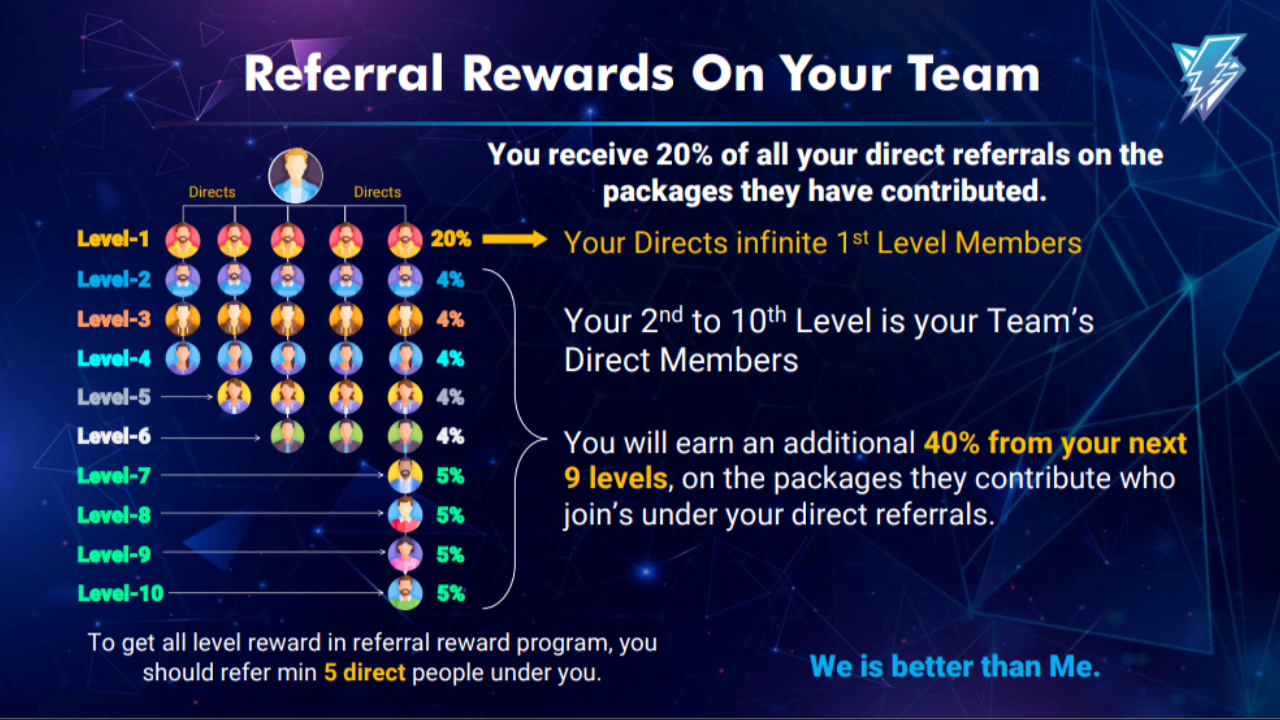 Referral Rewards On Your Team
You receive 20% of all your direct referrals on the
packages they have contributed.
Directs
Directs
Level-1
20%
Your Directs infinite 1st Level Members
Level-2
4%
Level-3
4%
Level-4
4%
Level-5
4%
Level-6
4%
Level-7
5%
Level-8
5%
Level-9
5%
Level-10
5%
Your 2nd to 10th Level is your Team's
Direct Members
You will earn an additional 40% from your next
9 levels, on the packages they contribute who
join's under your direct referrals.
To get all level reward in referral reward program, you
should refer min 5 direct people under you.
We is better than Me.